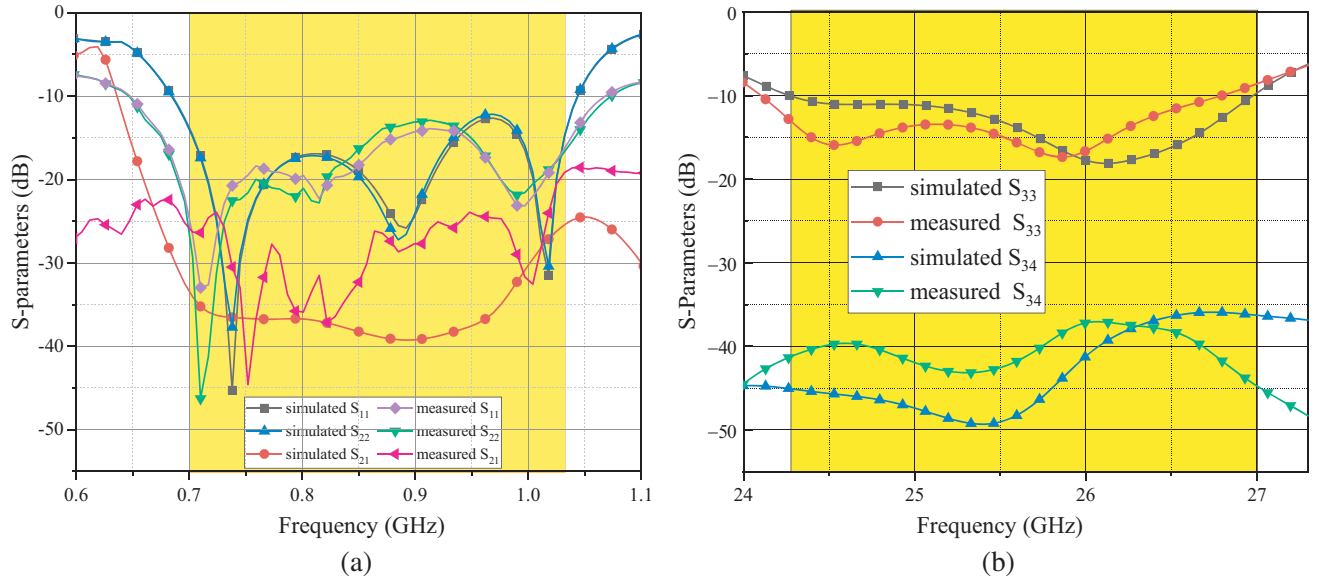 0
-10
-20
-30
-40
-50
S-parameters (dB)
0.6 0.7 0.8 0.9 1.0 1.1
Frequency (GHz)
simulated S11 measured S11
simulated S22 measured S22
simulated S21 measured S21
(a)
0
−10
−20
−30
−40
−50
S-Parameters (dB)
24 25 26 27
Frequency (GHz)
simulated S33
measured S33
simulated S34
measured S34
(b)